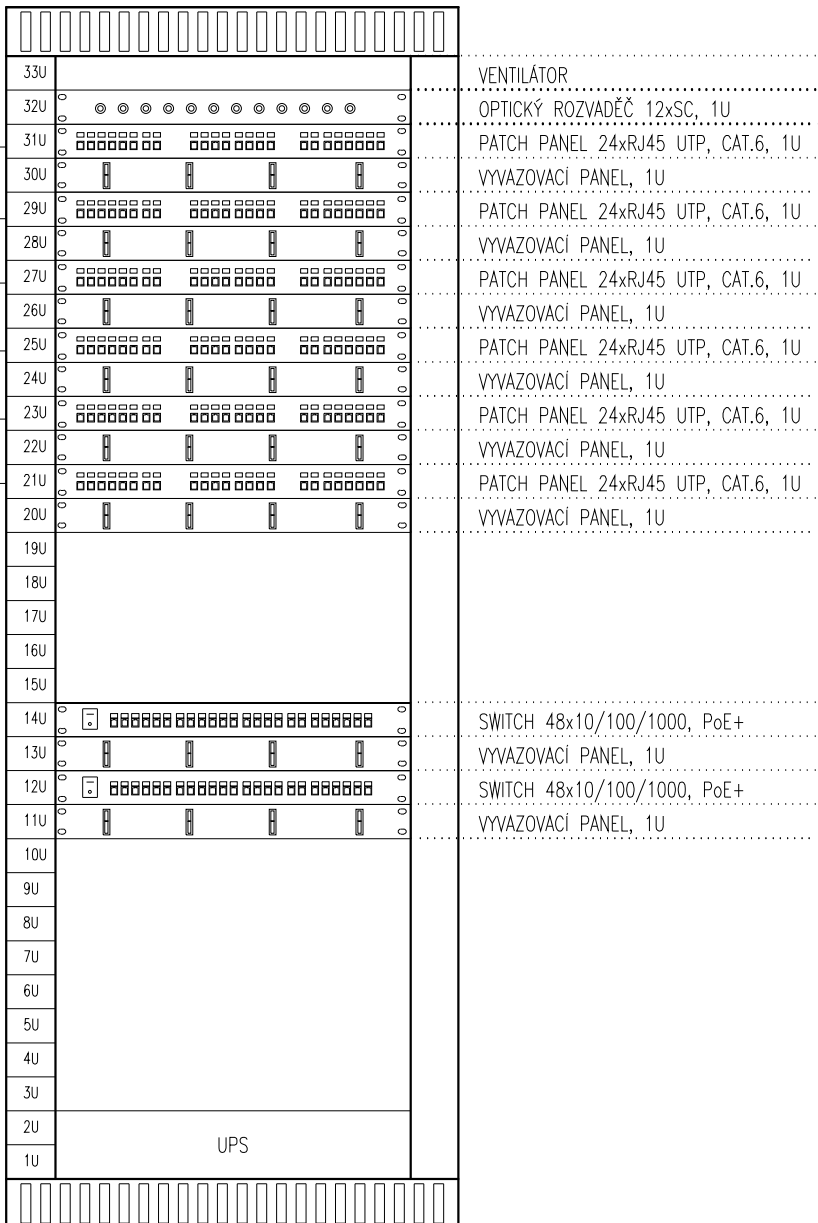 33U VENTILÁTOR
32U OPTICKÝ ROZVADĚČ 12xSC, 1U
31U PATCH PANEL 24xRJ45 UTP, CAT.6, 1U
30U VYVAZOVACÍ PANEL, 1U
29U PATCH PANEL 24xRJ45 UTP, CAT.6, 1U
28U VYVAZOVACÍ PANEL, 1U
27U PATCH PANEL 24xRJ45 UTP, CAT.6, 1U
26U VYVAZOVACÍ PANEL, 1U
25U PATCH PANEL 24xRJ45 UTP, CAT.6, 1U
24U VYVAZOVACÍ PANEL, 1U
23U PATCH PANEL 24xRJ45 UTP, CAT.6, 1U
22U VYVAZOVACÍ PANEL, 1U
21U PATCH PANEL 24xRJ45 UTP, CAT.6, 1U
20U VYVAZOVACÍ PANEL, 1U
19U
18U
17U
16U
15U
14U SWITCH 48x10/100/1000, PoE+
13U VYVAZOVACÍ PANEL, 1U
12U SWITCH 48x10/100/1000, PoE+
11U VYVAZOVACÍ PANEL, 1U
10U
9U
8U
7U
6U
5U
4U
3U
2U
UPS
1U